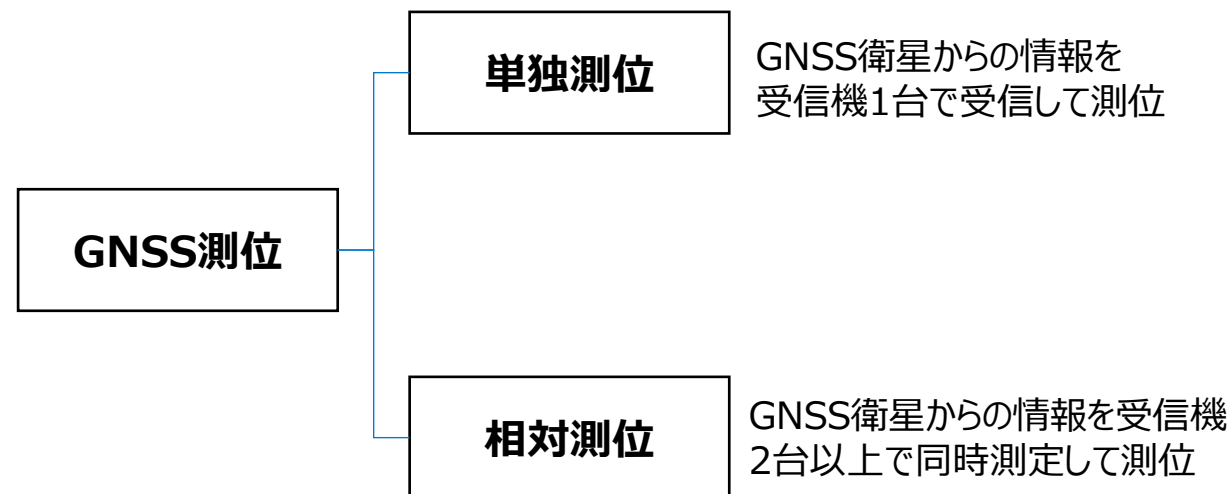 GNSS測位
単独測位
GNSS衛星からの情報を
受信機1台で受信して測位
相対測位
GNSS衛星からの情報を受信機
2台以上で同時測定して測位